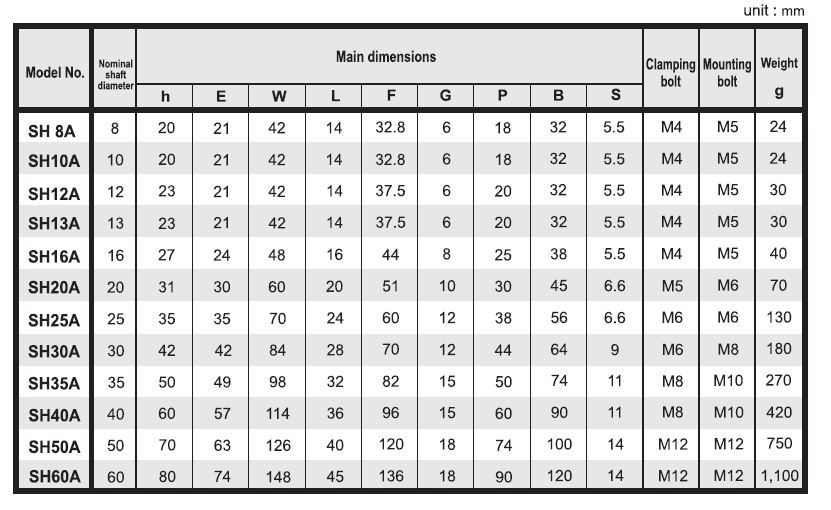 unit : mm
Model No. Nominal shaft diameter Main dimensions Clamping bolt Mounting bolt Weight g
h E W L F G P B S
SH 8A 8 20 21 42 14 32.8 6 18 32 5.5 M4 M5 24
SH10A 10 20 21 42 14 32.8 6 18 32 5.5 M4 M5 24
SH12A 12 23 21 42 14 37.5 6 20 32 5.5 M4 M5 30
SH13A 13 23 21 42 14 37.5 6 20 32 5.5 M4 M5 30
SH16A 16 27 24 48 16 44 8 25 38 5.5 M4 M5 40
SH20A 20 31 30 60 20 51 10 30 45 6.6 M5 M6 70
SH25A 25 35 35 70 24 60 12 38 56 6.6 M6 M6 130
SH30A 30 42 42 84 28 70 12 44 64 9 M6 M8 180
SH35A 35 50 49 98 32 82 15 50 74 11 M8 M10 270
SH40A 40 60 57 114 36 96 15 60 90 11 M8 M10 420
SH50A 50 70 63 126 40 120 18 74 100 14 M12 M12 750
SH60A 60 80 74 148 45 136 18 90 120 14 M12 M12 1,100